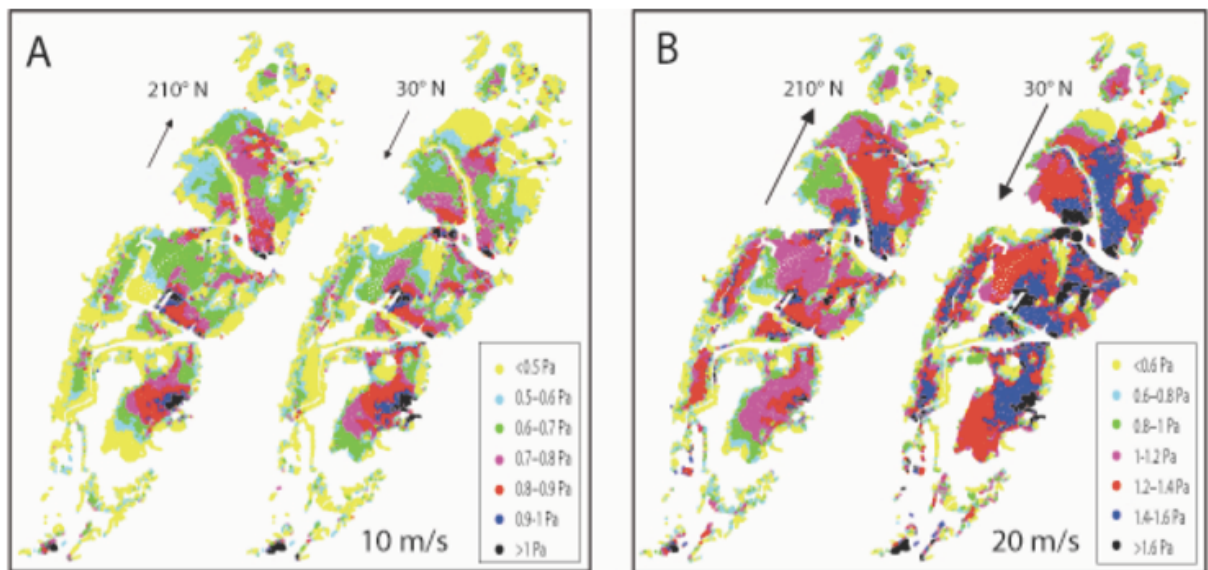 A
210° N
30° N
<0.5 Pa
0.5–0.6 Pa
0.6–0.7 Pa
0.7–0.8 Pa
0.8–0.9 Pa
0.9-1 Pa
>1 Pa
10 m/s
B
210° N
30° N
<0.6 Pa
0.6–0.8 Pa
0.8–1 Pa
1-1.2 Pa
1.2–1.4 Pa
1.4-1.6 Pa
>1.6 Pa
20 m/s